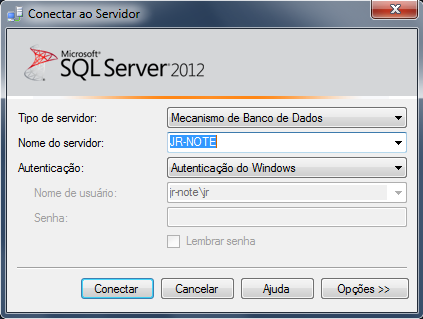 Conectar ao Servidor
Microsoft®
SQL Server® 2012
Tipo de servidor: Mecanismo de Banco de Dados
Nome do servidor: JR-NOTE
Autenticação: Autenticação do Windows
Nome de usuário: jr-note\jr
Senha:
Lembrar senha
Conectar Cancelar Ajuda Opções >>